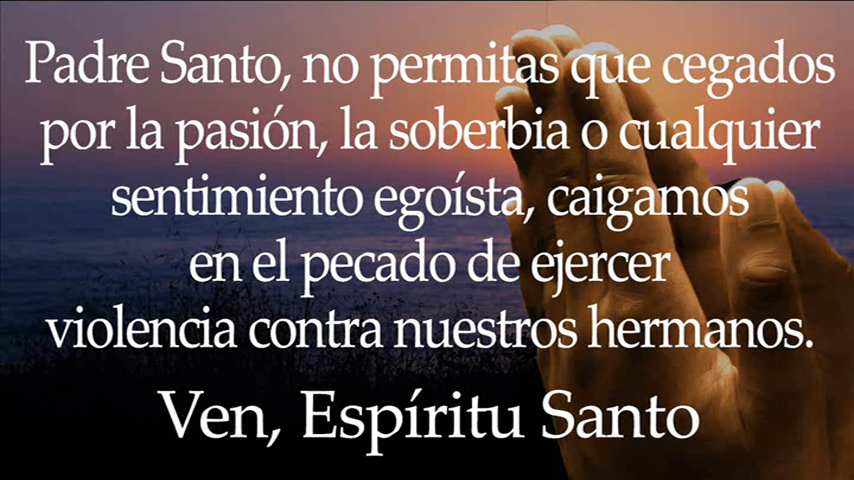 Padre Santo, no permitas que cegados
por la pasión, la soberbia o cualquier
sentimiento egoísta, caigamos
en el pecado de ejercer
violencia contra nuestros hermanos.
Ven, Espíritu Santo